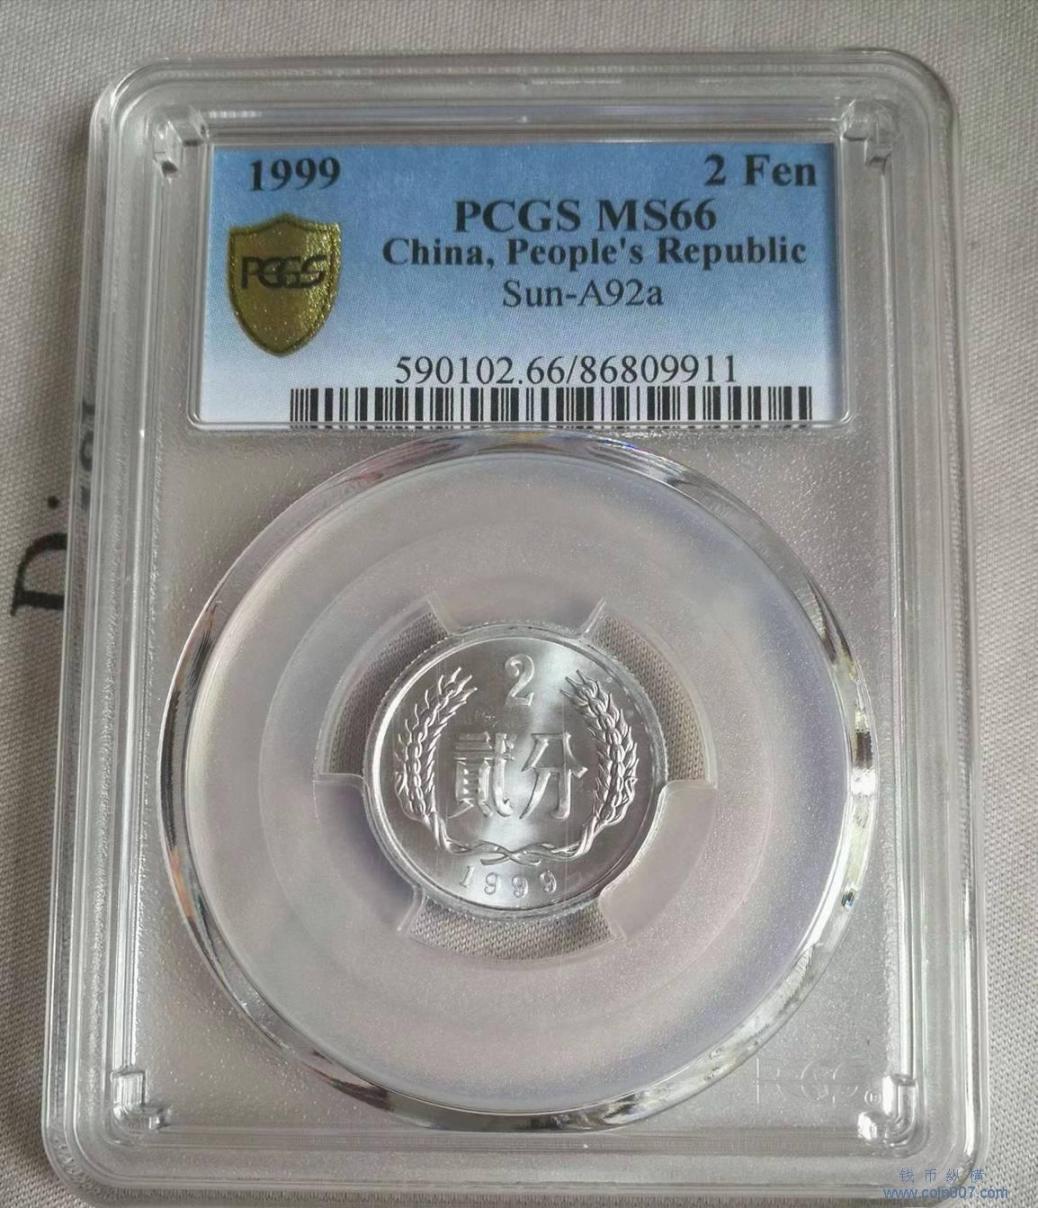 1999
2 Fen
PCGS MS66
China, People's Republic
PCGS
Sun-A92a
590102.66/86809911
2
貳分
1999
PCGS
钱币纵横
www.coin007.com